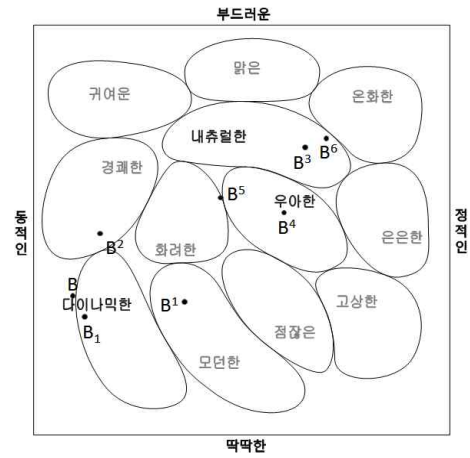 부드러운
맑은
귀여운
온화한
내츄럴한
B⁶
B³
경쾌한
우아한
B⁵
B⁴
동적인
정적인
B²
화려한
은은한
B
다이나믹한
B¹
고상한
B₁
점잖은
모던한
딱딱한